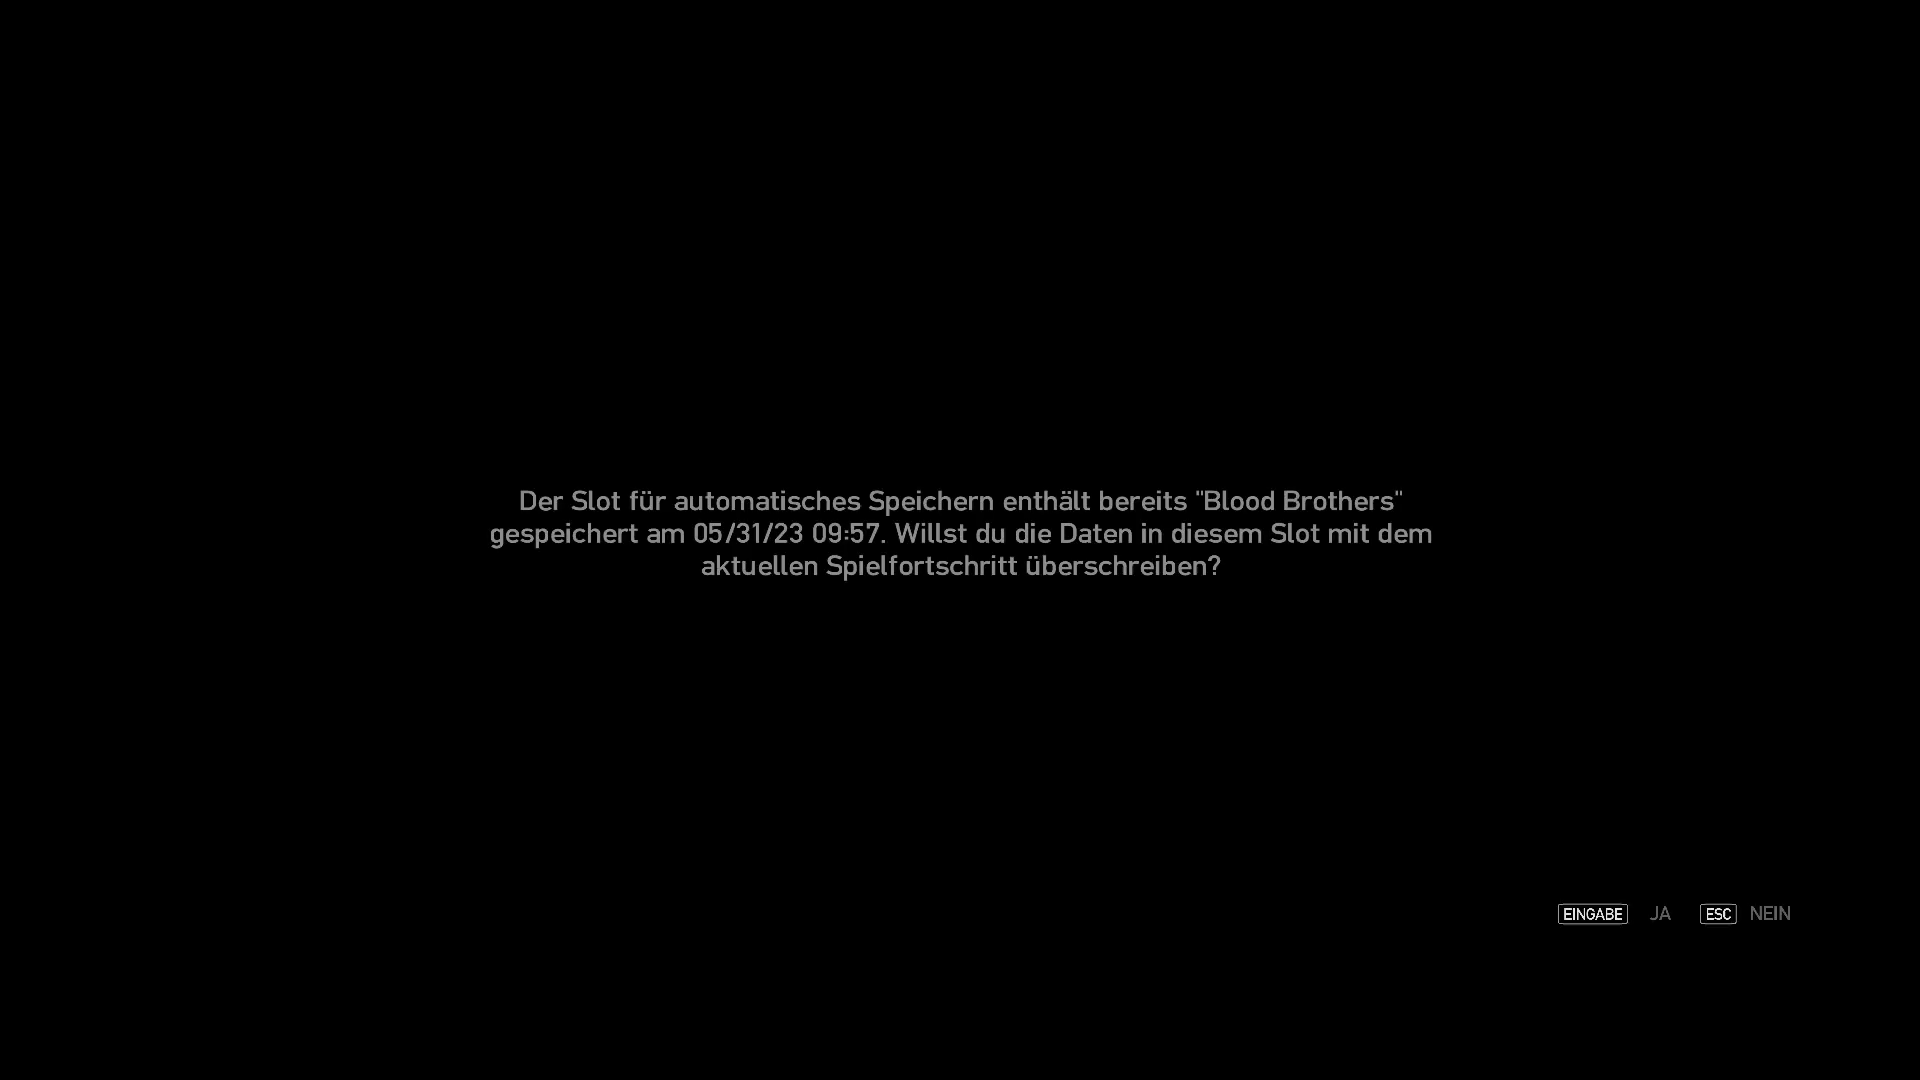 Der Slot für automatisches Speichern enthält bereits "Blood Brothers"
gespeichert am 05/31/23 09:57. Willst du die Daten in diesem Slot mit dem
aktuellen Spielfortschritt überschreiben?
EINGABE JA ESC NEIN